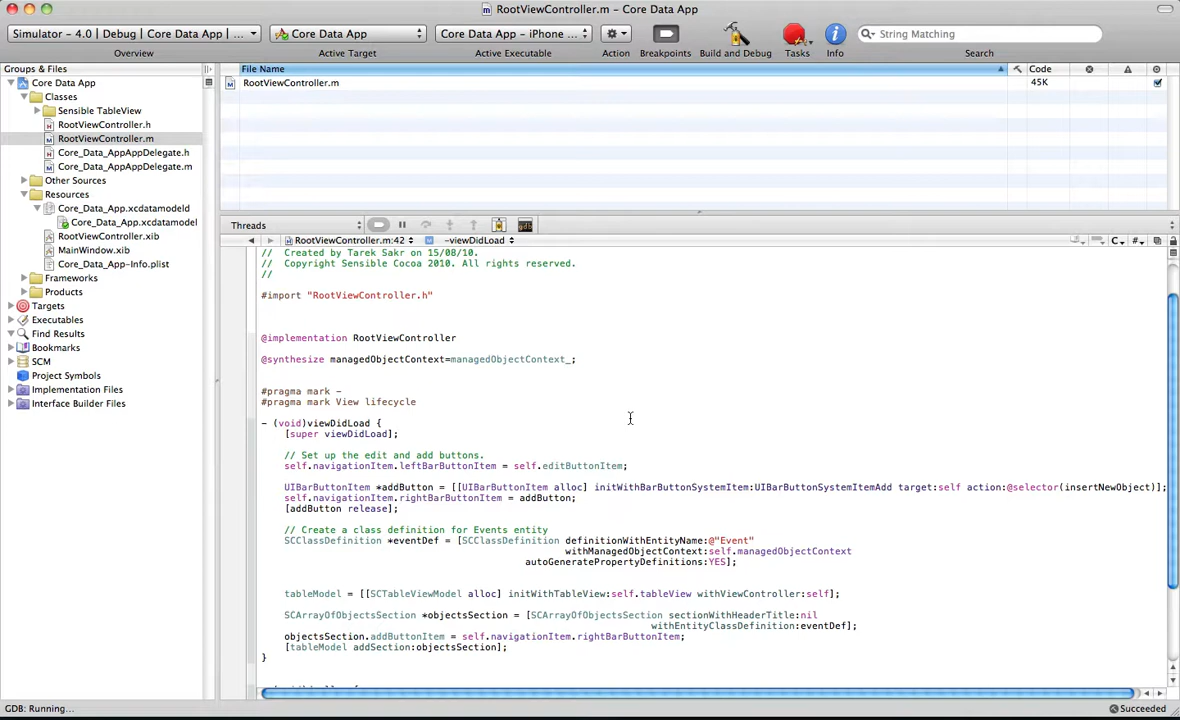 RootViewController.m – Core Data App
Simulator - 4.0 | Debug | Core Data App | ...
Core Data App
Core Data App - iPhone ...
String Matching
Overview
Active Target
Active Executable
Action
Breakpoints
Build and Debug
Tasks
Info
Search
Groups & Files
File Name
Code
Core Data App
RootViewController.m
45K
Classes
Sensible TableView
RootViewController.h
RootViewController.m
Core_Data_AppAppDelegate.h
Core_Data_AppAppDelegate.m
Other Sources
Resources
Core_Data_App.xcdatamodeld
Core_Data_App.xcdatamodel
RootViewController.xib
MainWindow.xib
Core_Data_App-Info.plist
Frameworks
Products
Targets
Executables
Find Results
Bookmarks
SCM
Project Symbols
Implementation Files
Interface Builder Files
Threads
gdb
RootViewController.m:42
-viewDidLoad
C
#
// Created by Tarek Sakr on 15/08/10.
// Copyright Sensible Cocoa 2010. All rights reserved.
//
#import "RootViewController.h"
@implementation RootViewController
@synthesize managedObjectContext=managedObjectContext_;
#pragma mark -
#pragma mark View lifecycle
- (void)viewDidLoad {
[super viewDidLoad];
// Set up the edit and add buttons.
self.navigationItem.leftBarButtonItem = self.editButtonItem;
UIBarButtonItem *addButton = [[UIBarButtonItem alloc] initWithBarButtonSystemItem:UIBarButtonSystemItemAdd target:self action:@selector(insertNewObject)];
self.navigationItem.rightBarButtonItem = addButton;
[addButton release];
// Create a class definition for Events entity
SCClassDefinition *eventDef = [SCClassDefinition definitionWithEntityName:@"Event"
withManagedObjectContext:self.managedObjectContext
autoGeneratePropertyDefinitions:YES];
tableModel = [[SCTableViewModel alloc] initWithTableView:self.tableView withViewController:self];
SCArrayOfObjectsSection *objectsSection = [SCArrayOfObjectsSection sectionWithHeaderTitle:nil
withEntityClassDefinition:eventDef];
objectsSection.addButtonItem = self.navigationItem.rightBarButtonItem;
[tableModel addSection:objectsSection];
}
GDB: Running...
Succeeded